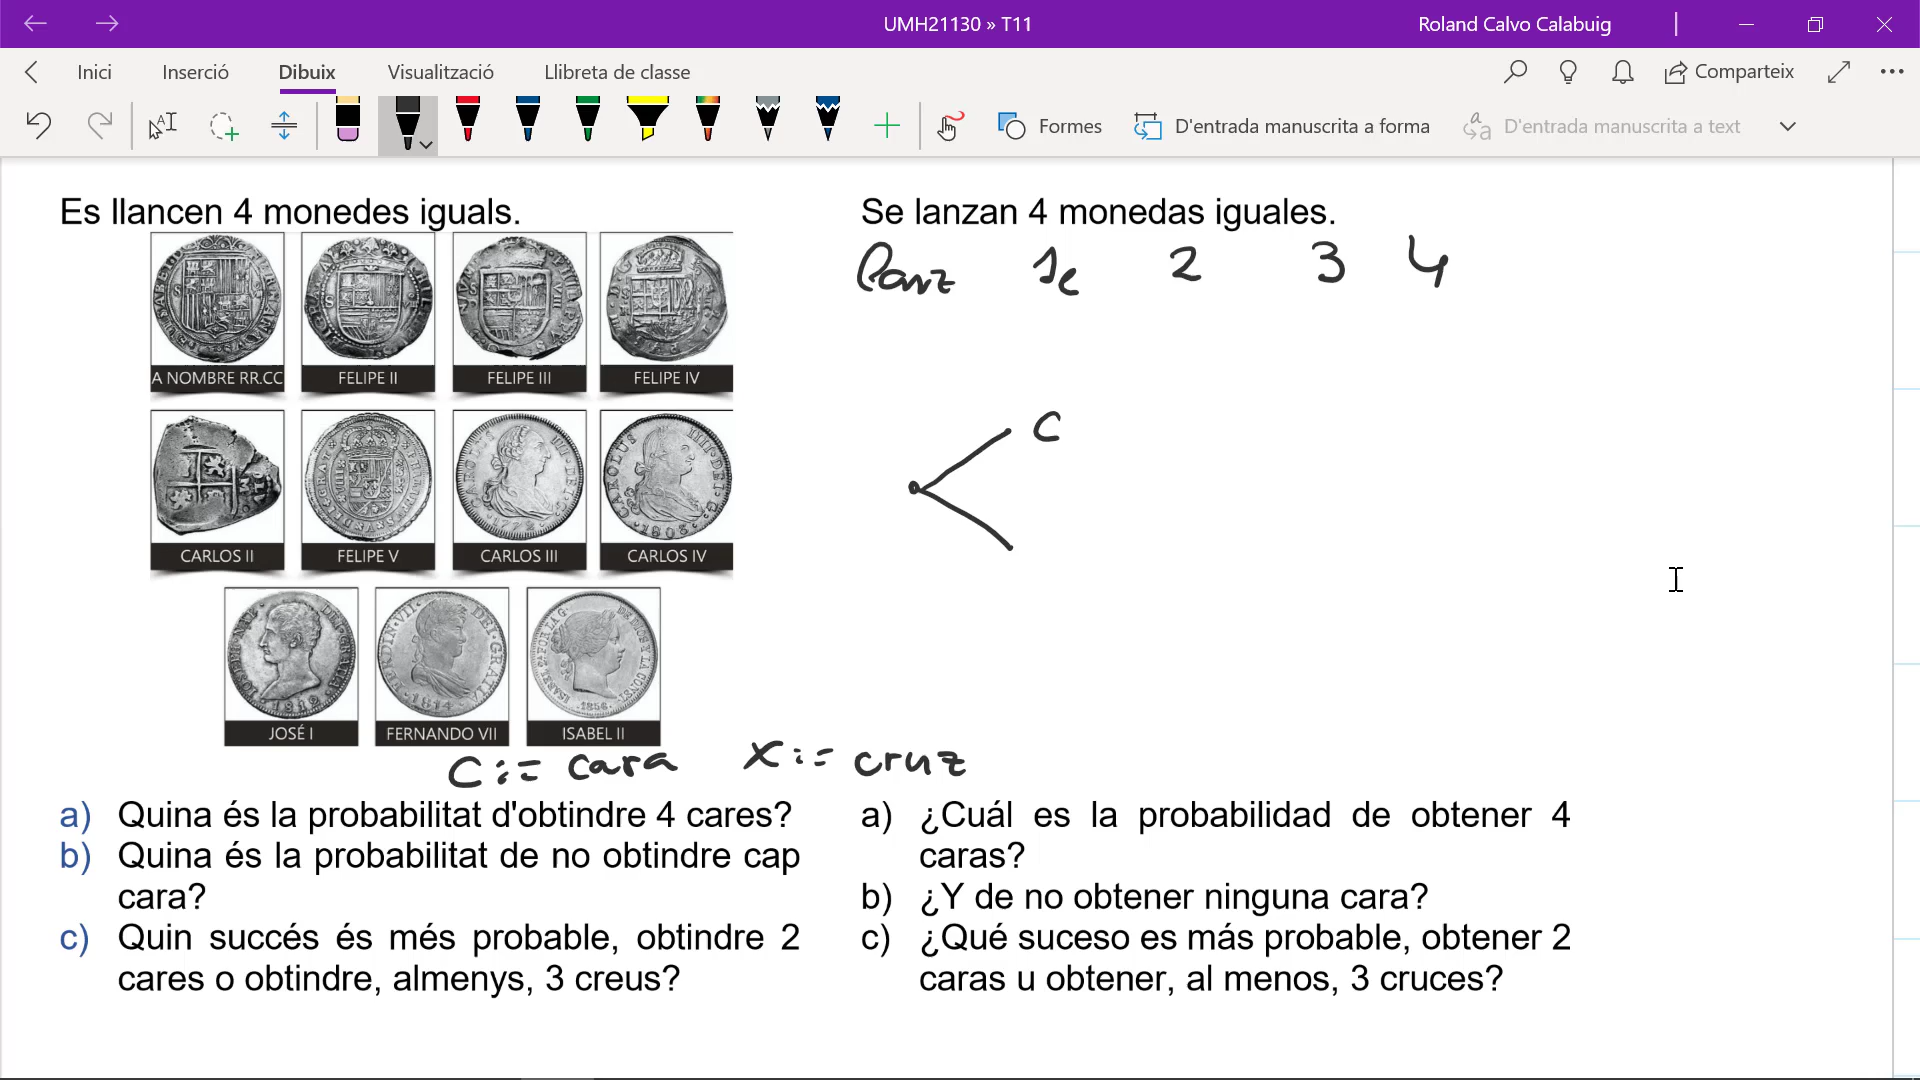 UMH21130 » T11
Roland Calvo Calabuig
Inici Inserció Dibuix Visualització Llibreta de classe
Comparteix
Formes D'entrada manuscrita a forma D'entrada manuscrita a text
Es llancen 4 monedes iguals.
A NOMBRE RR.CC FELIPE II FELIPE III FELIPE IV
CARLOS II FELIPE V CARLOS III CARLOS IV
JOSÉ I FERNANDO VII ISABEL II
C := cara X := cruz
a) Quina és la probabilitat d'obtindre 4 cares?
b) Quina és la probabilitat de no obtindre cap
cara?
c) Quin succés és més probable, obtindre 2
cares o obtindre, almenys, 3 creus?
Se lanzan 4 monedas iguales.
Lanz 1e 2 3 4
C
a) ¿Cuál es la probabilidad de obtener 4
caras?
b) ¿Y de no obtener ninguna cara?
c) ¿Qué suceso es más probable, obtener 2
caras u obtener, al menos, 3 cruces?